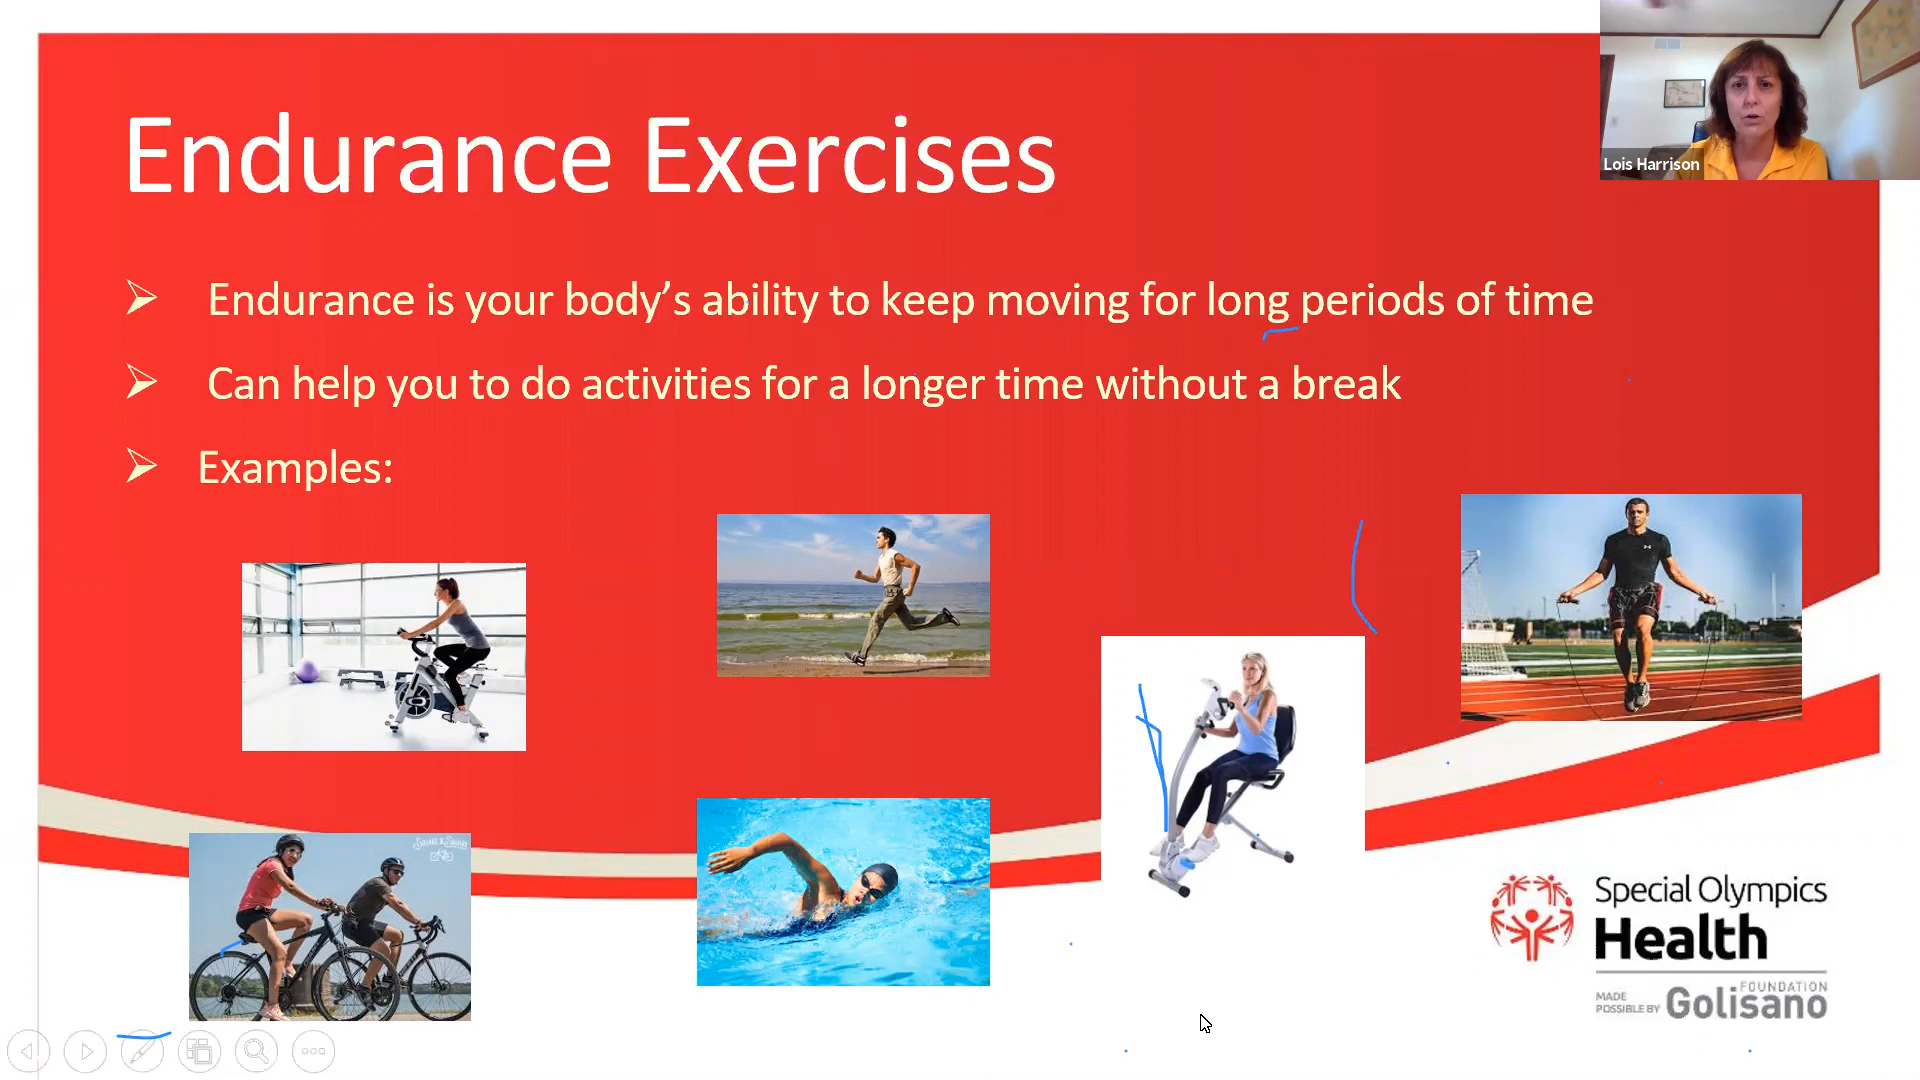 Endurance Exercises
Lois Harrison
➢ Endurance is your body’s ability to keep moving for long periods of time
➢ Can help you to do activities for a longer time without a break
➢ Examples:
Special Olympics
Health
MADE
POSSIBLE BY
FOUNDATION
Golisano